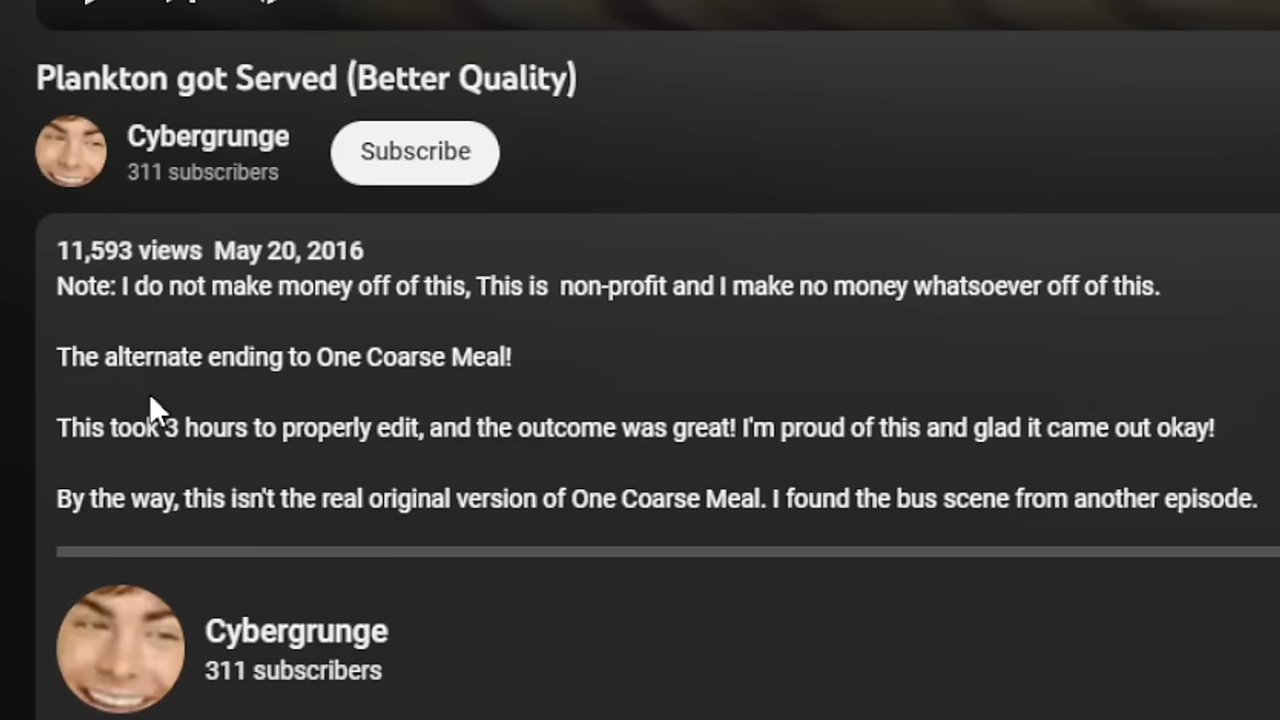 Plankton got Served (Better Quality)
Cybergrunge
311 subscribers
Subscribe
11,593 views May 20, 2016
Note: I do not make money off of this, This is non-profit and I make no money whatsoever off of this.
The alternate ending to One Coarse Meal!
This took 3 hours to properly edit, and the outcome was great! I'm proud of this and glad it came out okay!
By the way, this isn't the real original version of One Coarse Meal. I found the bus scene from another episode.
Cybergrunge
311 subscribers